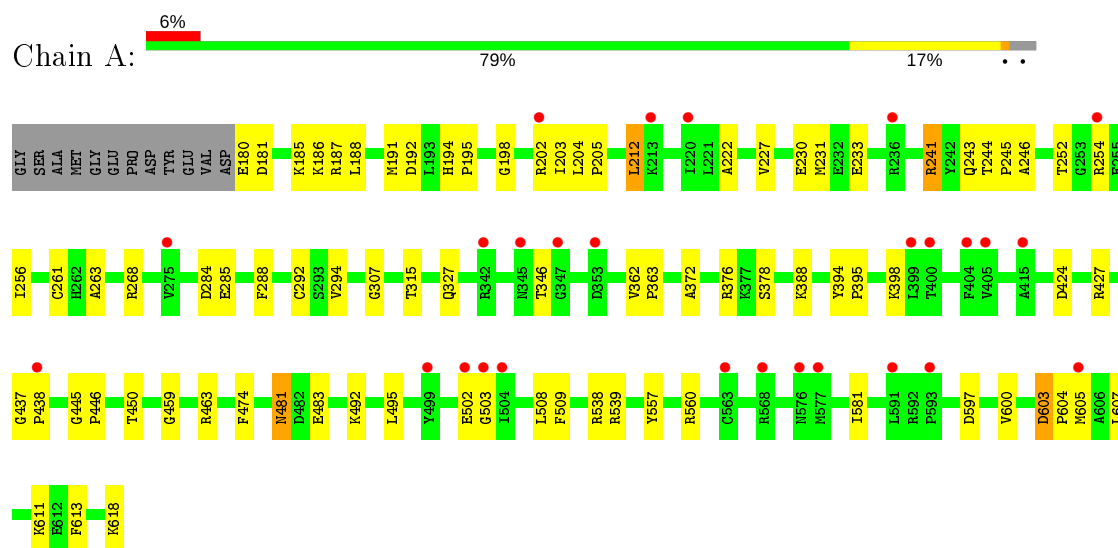 6%
Chain A:
79% 17% • •
GLY SER ALA MET GLY GLU PRO ASP TYR GLU VAL ASP E180 D181 K185 K186 R187 L188 M191 D192 L193 H194 P195 G198 R202 I203 L204 P205 L212 K213 I220 L221 A222 V227 E230 M231 E232 E233 R236 R241 Y242 Q243 T244 P245 A246 T252 G253 R254 E255
I256 C261 H262 A263 R268 V275 D284 E285 F288 C292 S293 V294 G307 T315 Q327 R342 N345 T346 G347 D353 V362 P363 A372 R376 K377 S378 K388 Y394 P395 K398 L399 T400 F404 V405 A415 D424 R427
G437 P438 G445 P446 T450 G459 R463 F474 N481 D482 E483 K492 L495 Y499 E502 G503 I504 L508 F509 R538 R539 Y557 R560 C563 R568 N576 M577 I581 L591 R592 P593 D597 V600 D603 P604 M605 A606 L607
K611 E612 F613 K618